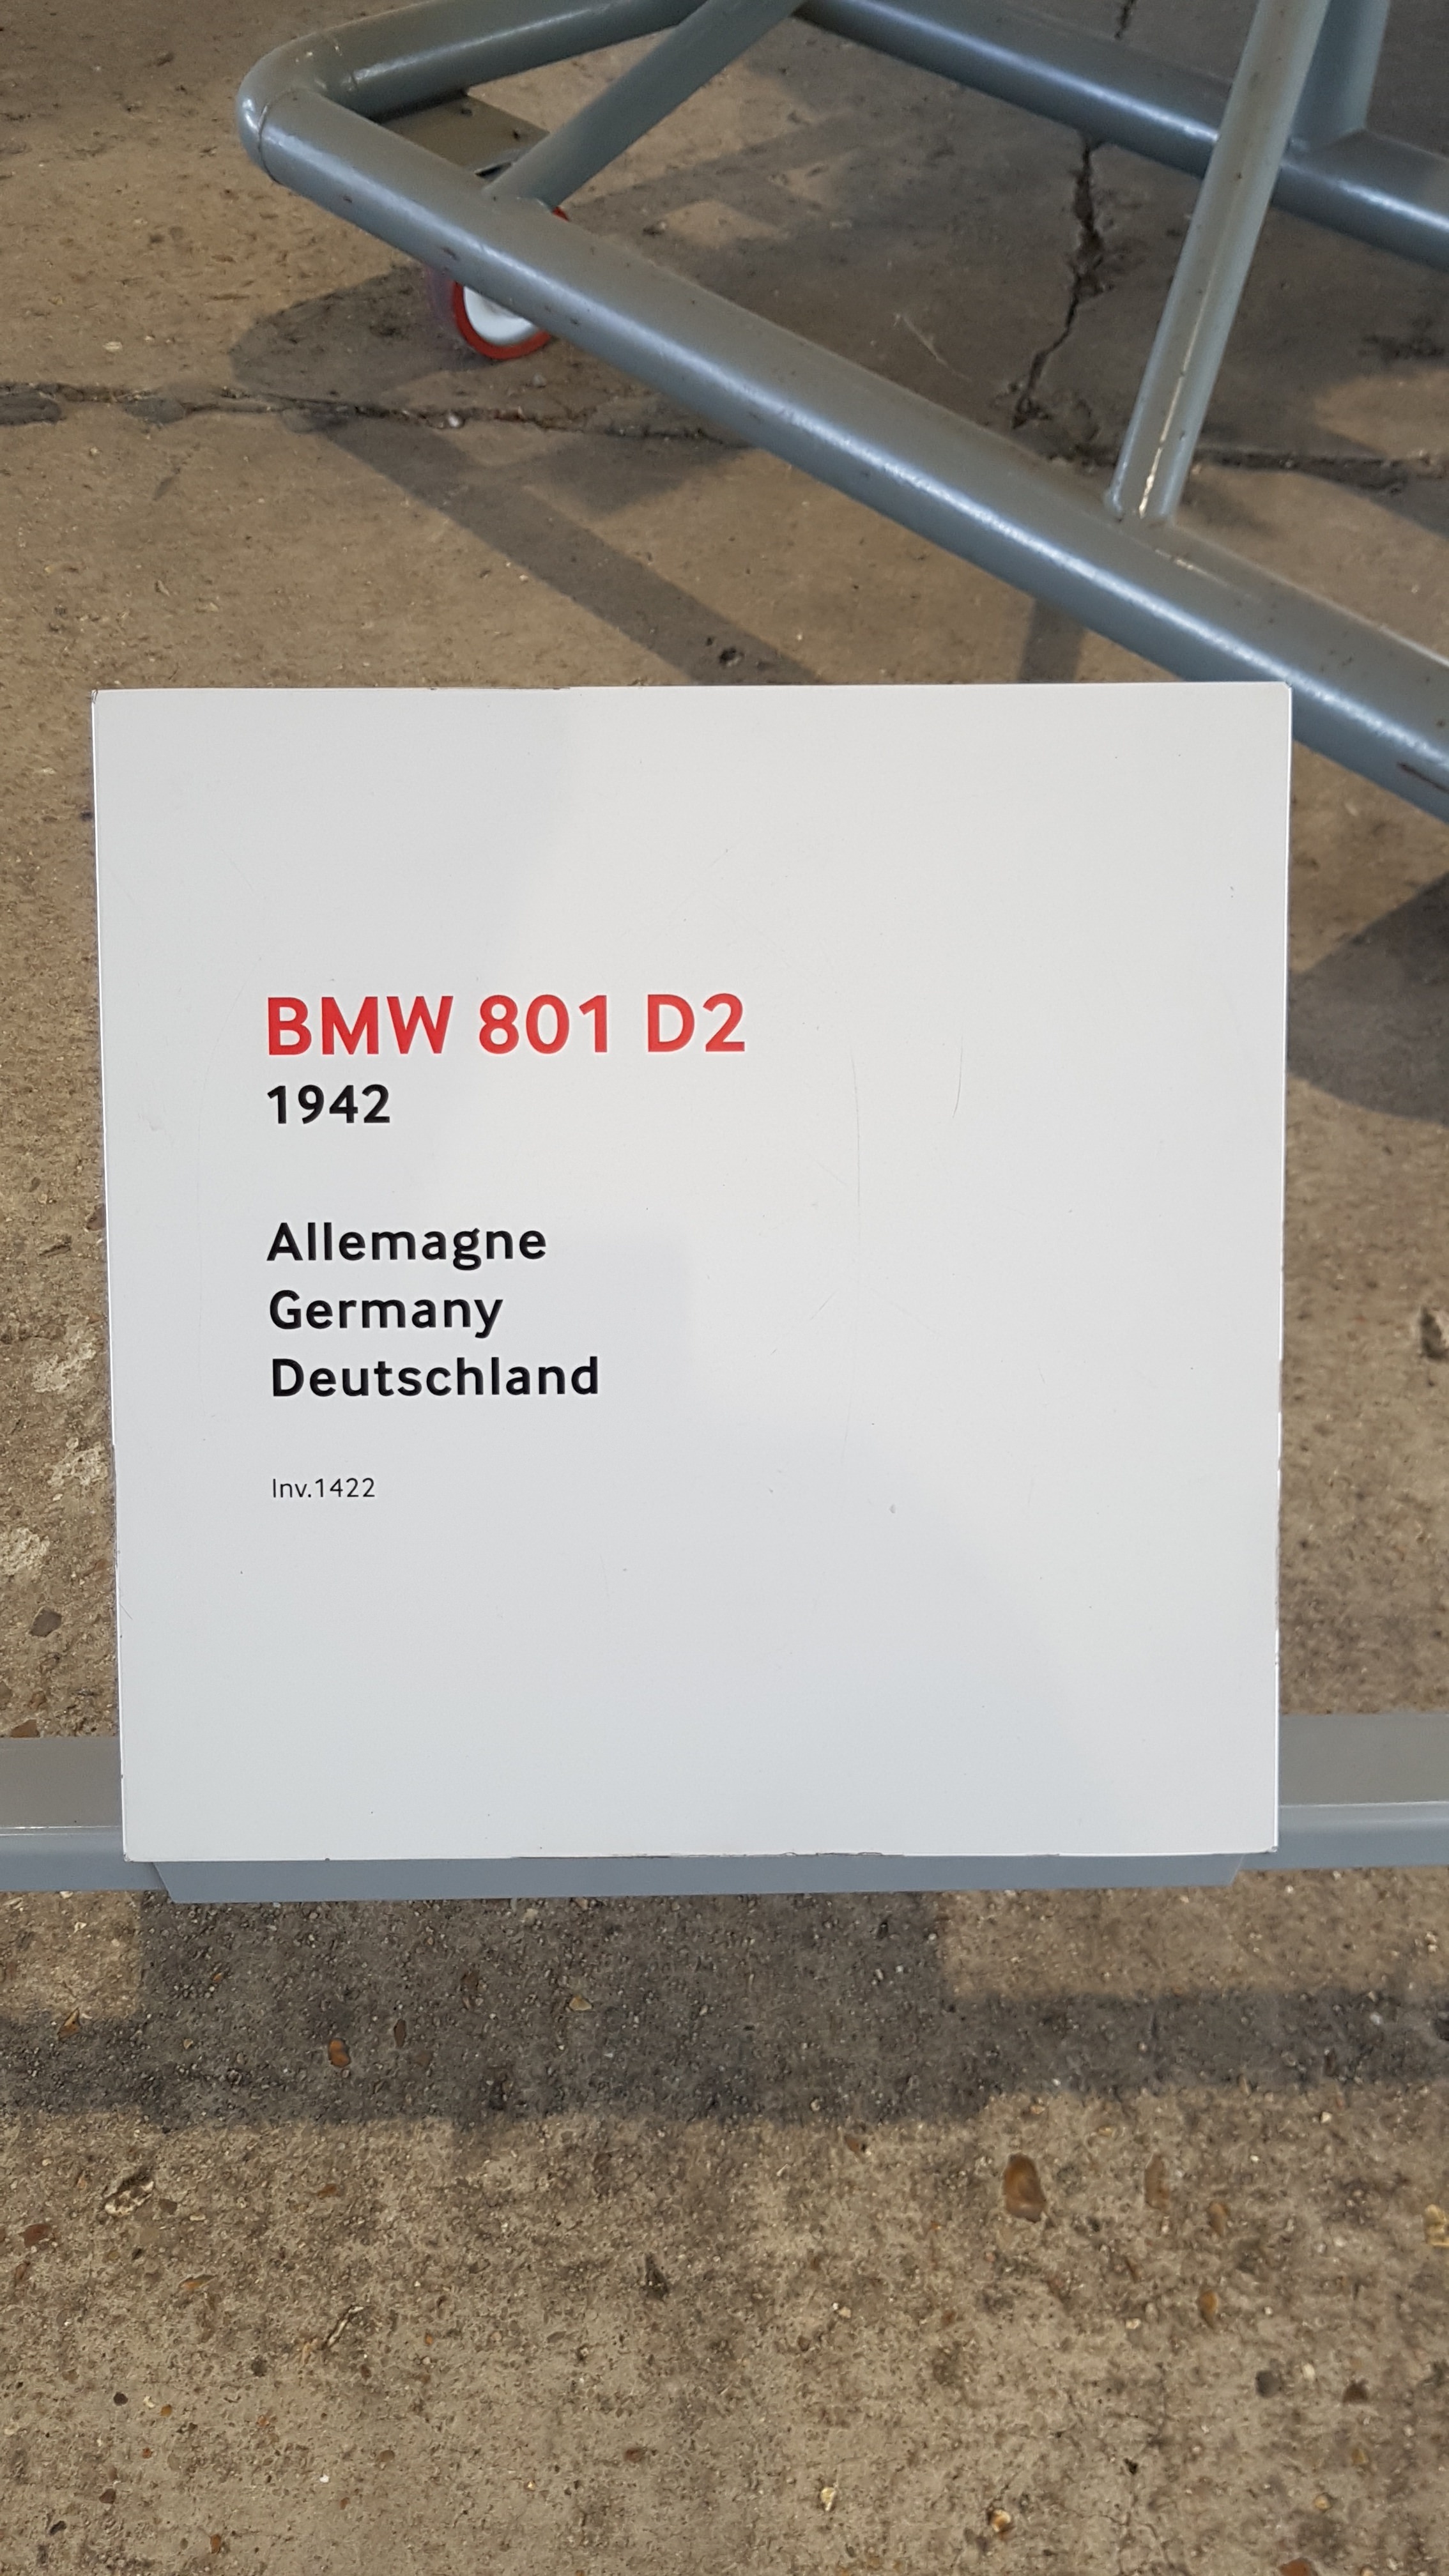 BMW 801 D2
1942
Allemagne
Germany
Deutschland
Inv.1422